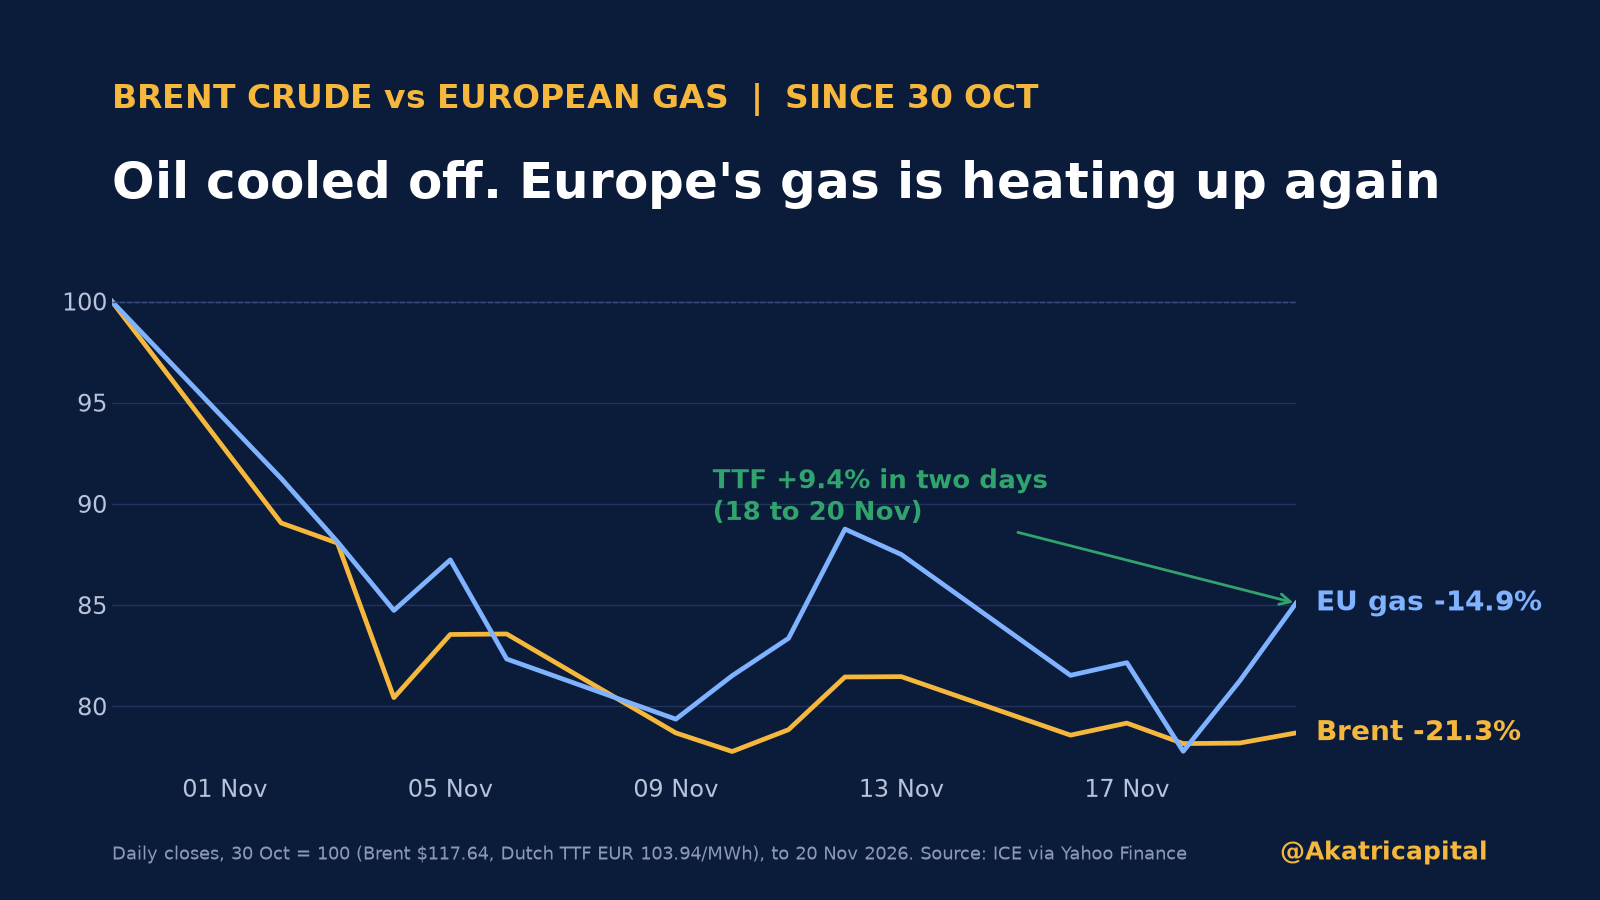 BRENT CRUDE vs EUROPEAN GAS | SINCE 30 OCT
Oil cooled off. Europe's gas is heating up again
100
95
90
85
80
TTF +9.4% in two days
(18 to 20 Nov)
EU gas -14.9%
Brent -21.3%
01 Nov
05 Nov
09 Nov
13 Nov
17 Nov
Daily closes, 30 Oct = 100 (Brent $117.64, Dutch TTF EUR 103.94/MWh), to 20 Nov 2026. Source: ICE via Yahoo Finance
@Akatricapital